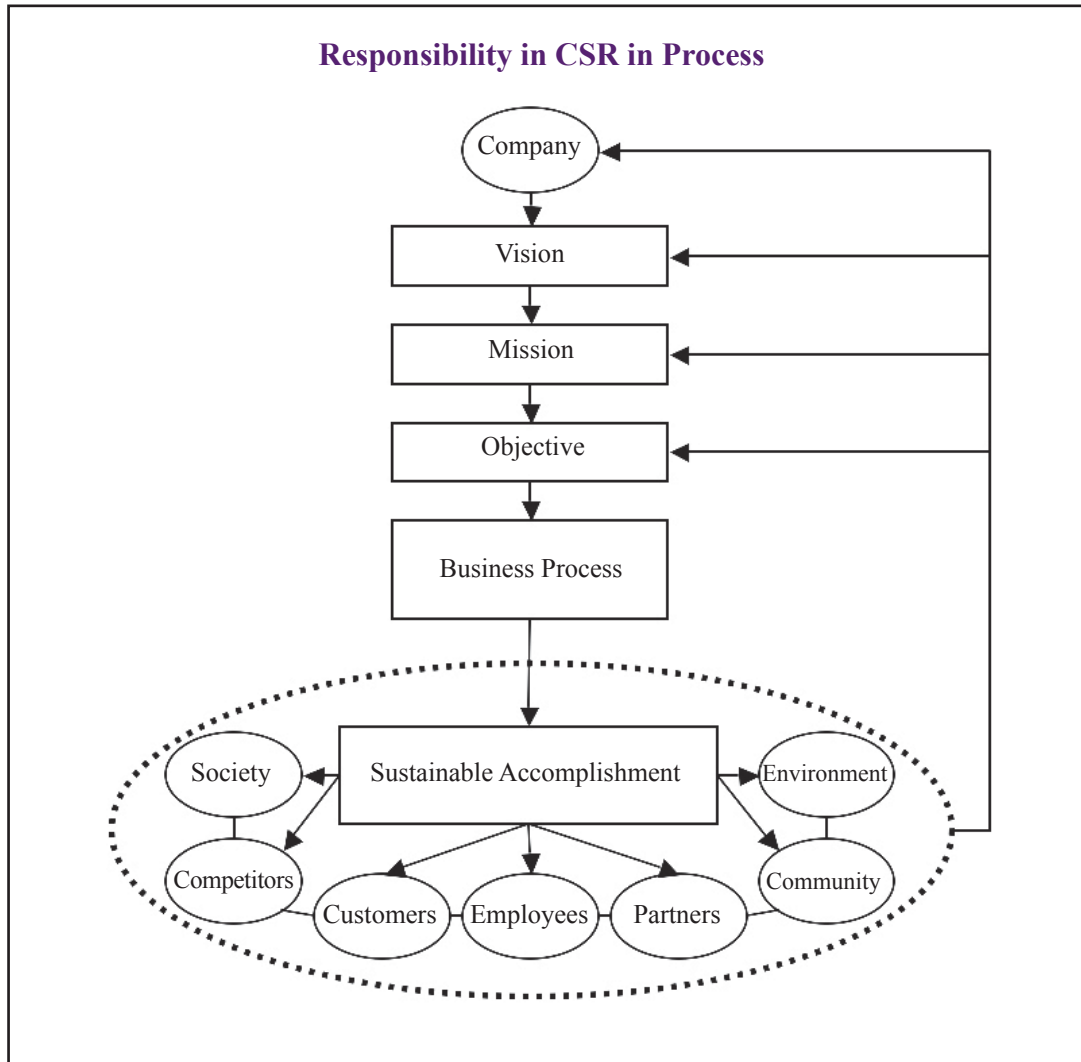 Responsibility in CSR in Process
Company
Vision
Mission
Objective
Business Process
Society
Sustainable Accomplishment
Environment
Competitors
Customers
Employees
Partners
Community